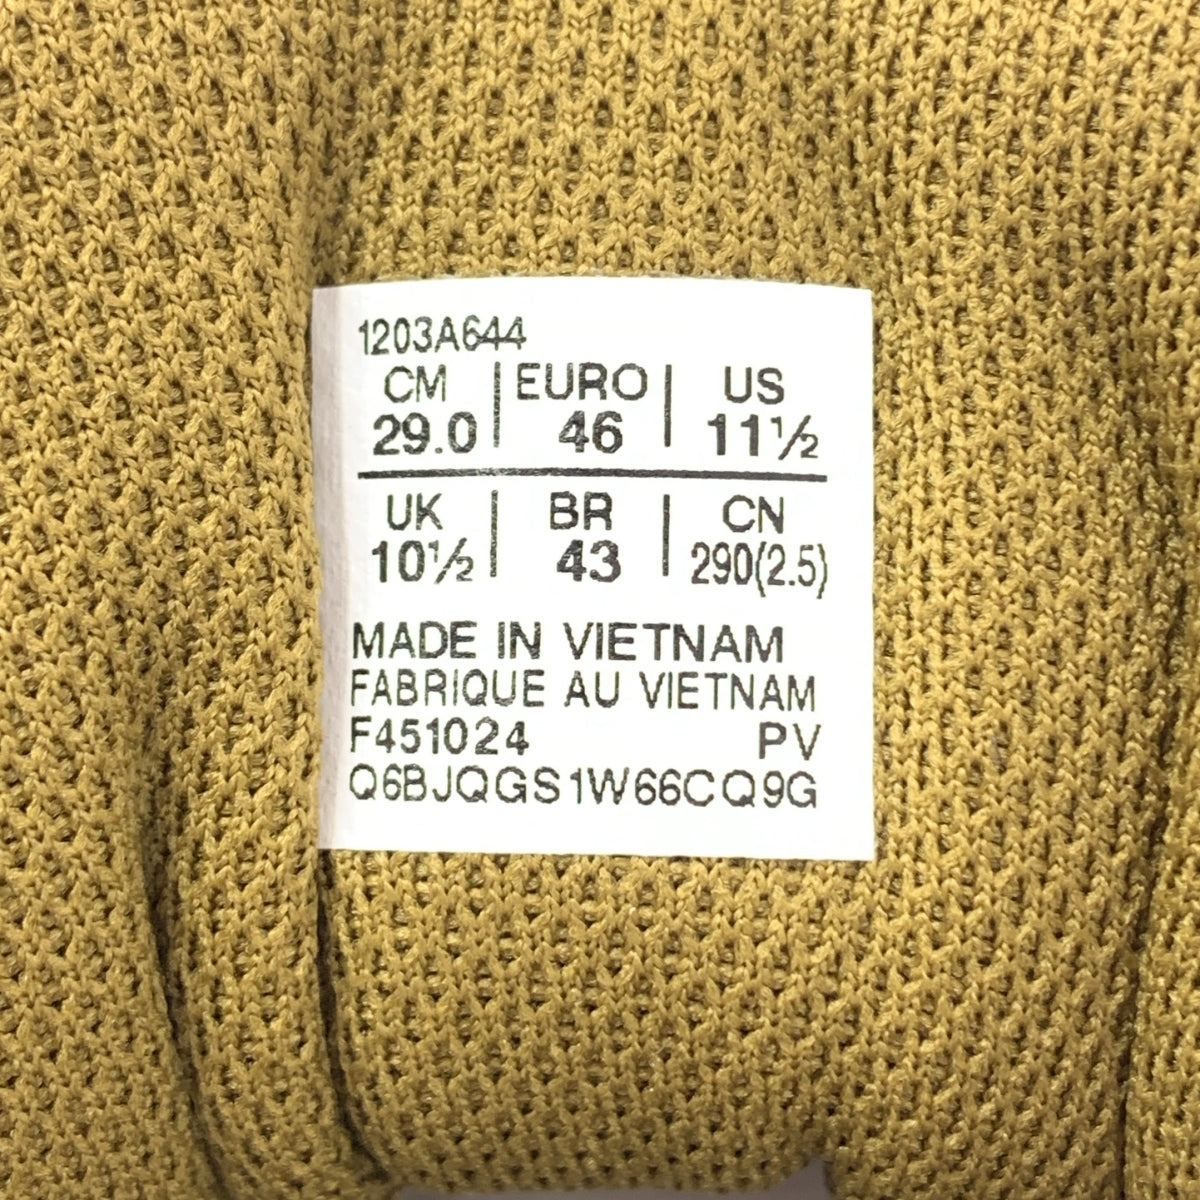 1203A644
CM | EURO | US
29.0 | 46 | 11½
UK | BR | CN
10½ | 43 | 290(2.5)
MADE IN VIETNAM
FABRIQUE AU VIETNAM
F451024 PV
Q6BJQGS1W66CQ9G